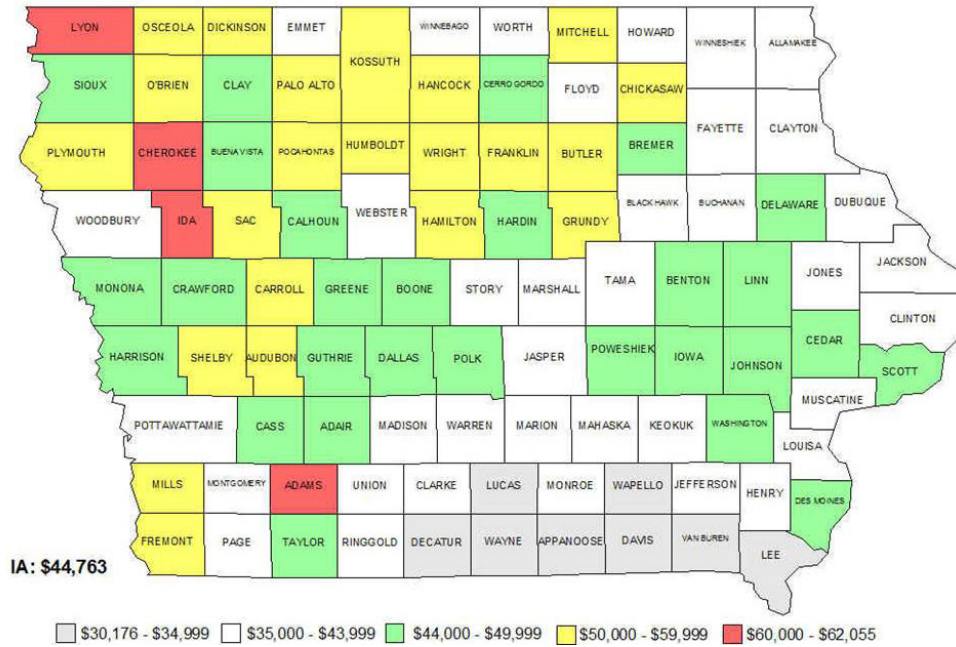 LYON OSCEOLA DICKINSON EMMET WINNEBAGO WORTH MITCHELL HOWARD WINNESHIEK ALLAMAKEE
KOSSUTH
SIOUX O'BRIEN CLAY PALO ALTO HANCOCK CERRO GORDO FLOYD CHICKASAW
FAYETTE CLAYTON
PLYMOUTH CHEROKEE BUENA VISTA POCAHONTAS HUMBOLDT WRIGHT FRANKLIN BUTLER BREMER
WOODBURY IDA SAC CALHOUN WEBSTER HAMILTON HARDIN GRUNDY BLACK HAWK BUCHANAN DELAWARE DUBUQUE
MONONA CRAWFORD CARROLL GREENE BOONE STORY MARSHALL TAMA BENTON LINN JONES JACKSON
CLINTON
HARRISON SHELBY AUDUBON GUTHRIE DALLAS POLK JASPER POWESHIEK IOWA JOHNSON CEDAR SCOTT
MUSCATINE
POTTAWATTAMIE CASS ADAIR MADISON WARREN MARION MAHASKA KEOKUK WASHINGTON LOUISA
MILLS MONTGOMERY ADAMS UNION CLARKE LUCAS MONROE WAPELLO JEFFERSON HENRY DES MOINES
FREMONT PAGE TAYLOR RINGGOLD DECATUR WAYNE APPANOOSE DAVIS VAN BUREN LEE
IA: $44,763
$30,176 - $34,999 $35,000 - $43,999 $44,000 - $49,999 $50,000 - $59,999 $60,000 - $62,055